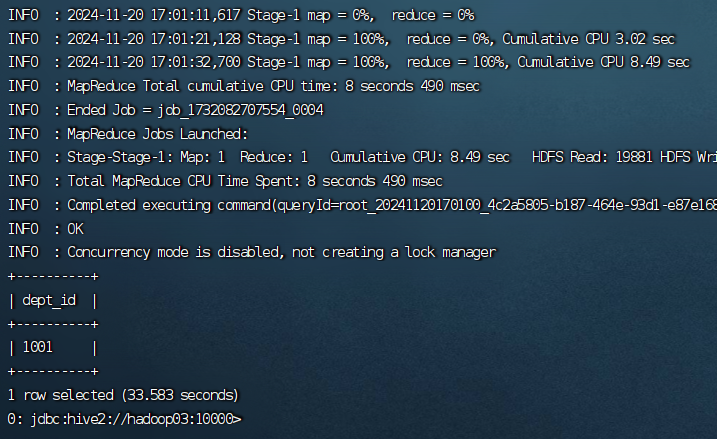 INFO  : 2024-11-20 17:01:11,617 Stage-1 map = 0%,  reduce = 0%
INFO  : 2024-11-20 17:01:21,128 Stage-1 map = 100%,  reduce = 0%, Cumulative CPU 3.02 sec
INFO  : 2024-11-20 17:01:32,700 Stage-1 map = 100%,  reduce = 100%, Cumulative CPU 8.49 sec
INFO  : MapReduce Total cumulative CPU time: 8 seconds 490 msec
INFO  : Ended Job = job_1732082707554_0004
INFO  : MapReduce Jobs Launched:
INFO  : Stage-Stage-1: Map: 1  Reduce: 1   Cumulative CPU: 8.49 sec   HDFS Read: 19881 HDFS Wri
INFO  : Total MapReduce CPU Time Spent: 8 seconds 490 msec
INFO  : Completed executing command(queryId=root_20241120170100_4c2a5805-b187-464e-93d1-e87e168
INFO  : OK
INFO  : Concurrency mode is disabled, not creating a lock manager
+----------+
| dept_id  |
+----------+
| 1001     |
+----------+
1 row selected (33.583 seconds)
0: jdbc:hive2://hadoop03:10000>